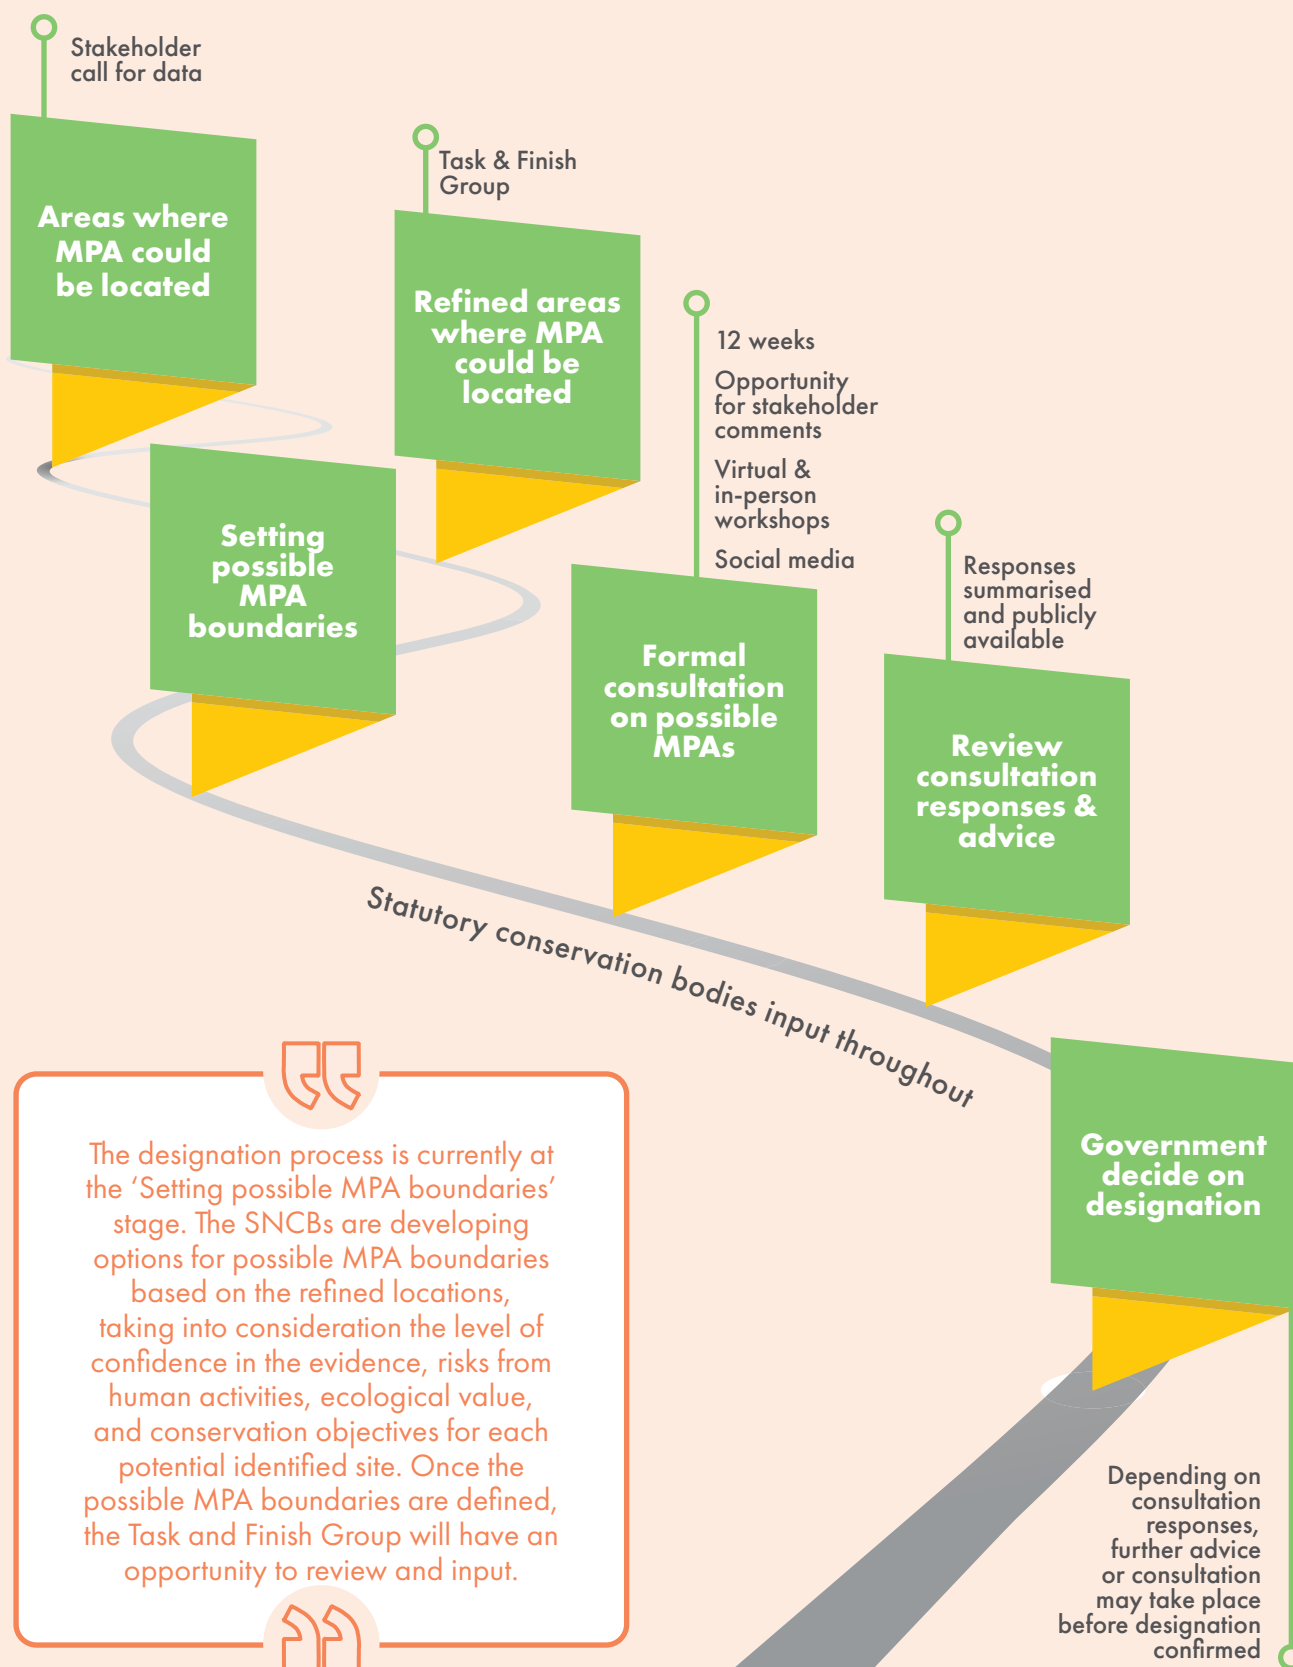 Stakeholder
call for data
Areas where
MPA could
be located
Task & Finish
Group
Refined areas
where MPA
could be
located
Setting
possible
MPA
boundaries
12 weeks
Opportunity
for stakeholder
comments
Virtual &
in-person
workshops
Social media
Formal
consultation
on possible
MPAs
Responses
summarised
and publicly
available
Review
consultation
responses &
advice
Statutory conservation bodies input throughout
Government
decide on
designation
Depending on
consultation
responses,
further advice
or consultation
may take place
before designation
confirmed
The designation process is currently at
the ‘Setting possible MPA boundaries’
stage. The SNCBs are developing
options for possible MPA boundaries
based on the refined locations,
taking into consideration the level of
confidence in the evidence, risks from
human activities, ecological value,
and conservation objectives for each
potential identified site. Once the
possible MPA boundaries are defined,
the Task and Finish Group will have an
opportunity to review and input.